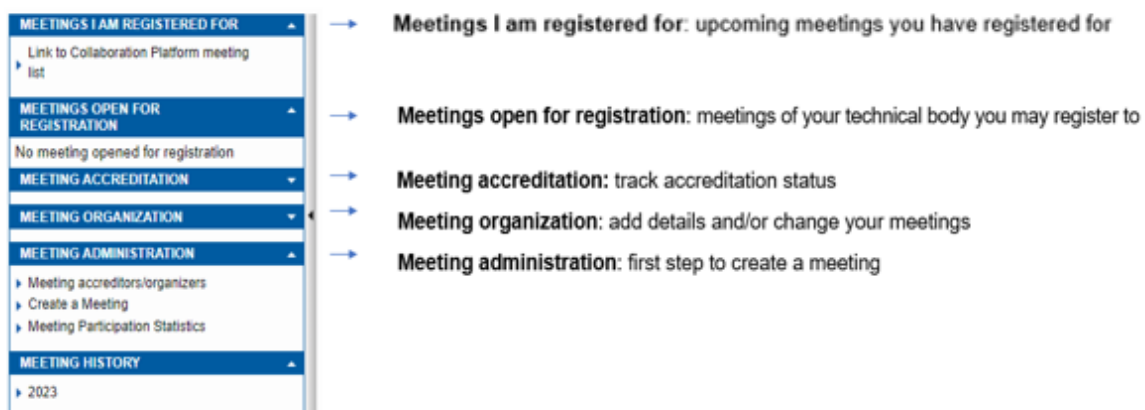 MEETINGS I AM REGISTERED FOR
Link to Collaboration Platform meeting
list
MEETINGS OPEN FOR
REGISTRATION
No meeting opened for registration
MEETING ACCREDITATION
MEETING ORGANIZATION
MEETING ADMINISTRATION
Meeting accreditors/organizers
Create a Meeting
Meeting Participation Statistics
MEETING HISTORY
2023
Meetings I am registered for: upcoming meetings you have registered for
Meetings open for registration: meetings of your technical body you may register to
Meeting accreditation: track accreditation status
Meeting organization: add details and/or change your meetings
Meeting administration: first step to create a meeting